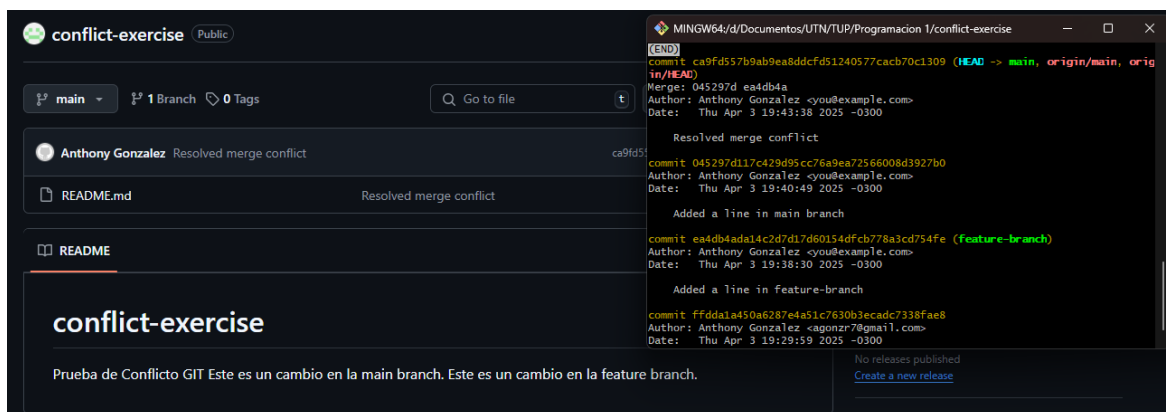 conflict-exercise Public
main
1 Branch
0 Tags
Go to file
t
Anthony Gonzalez Resolved merge conflict
ca9fd55
README.md
Resolved merge conflict
README
conflict-exercise
Prueba de Conflicto GIT Este es un cambio en la main branch. Este es un cambio en la feature branch.
MINGW64:/d/Documentos/UTN/TUP/Programacion 1/conflict-exercise
(END)
commit ca9fd557b9ab9ea8ddcfd51240577cacb70c1309 (HEAD -> main, origin/main, orig
in/HEAD)
Merge: 045297d ea4db4a
Author: Anthony Gonzalez <you@example.com>
Date:   Thu Apr 3 19:43:38 2025 -0300
Resolved merge conflict
commit 045297d117c429d95cc76a9ea72566008d3927b0
Author: Anthony Gonzalez <you@example.com>
Date:   Thu Apr 3 19:40:49 2025 -0300
Added a line in main branch
commit ea4db4ada14c2d7d17d60154dfcb778a3cd754fe (feature-branch)
Author: Anthony Gonzalez <you@example.com>
Date:   Thu Apr 3 19:38:30 2025 -0300
Added a line in feature-branch
commit ffdda1a450a6287e4a51c7630b3ecadc7338fae8
Author: Anthony Gonzalez <agonzr7@gmail.com>
Date:   Thu Apr 3 19:29:59 2025 -0300
No releases published
Create a new release